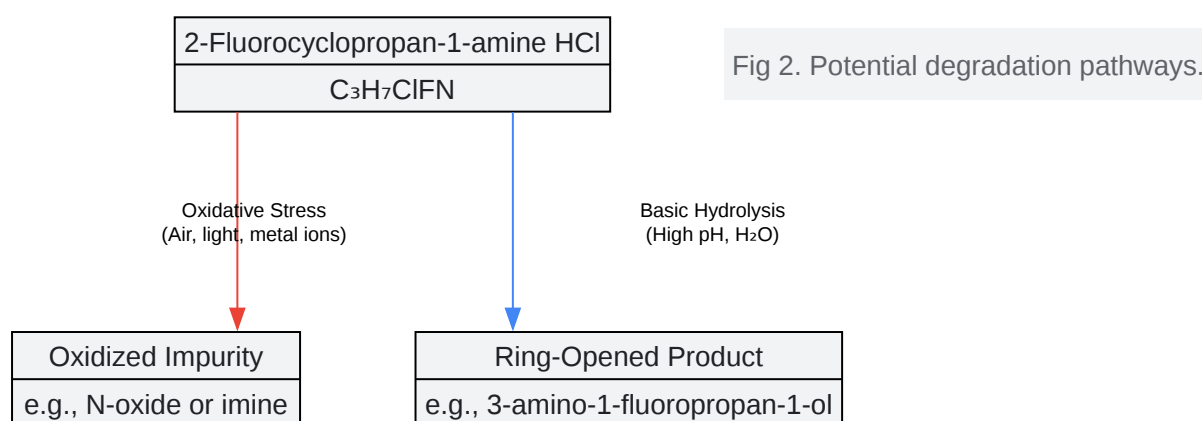 2-Fluorocyclopropan-1-amine HCl
C₃H₇ClFN
Fig 2. Potential degradation pathways.
Oxidative Stress
(Air, light, metal ions)
Basic Hydrolysis
(High pH, H₂O)
Oxidized Impurity
e.g., N-oxide or imine
Ring-Opened Product
e.g., 3-amino-1-fluoropropan-1-ol